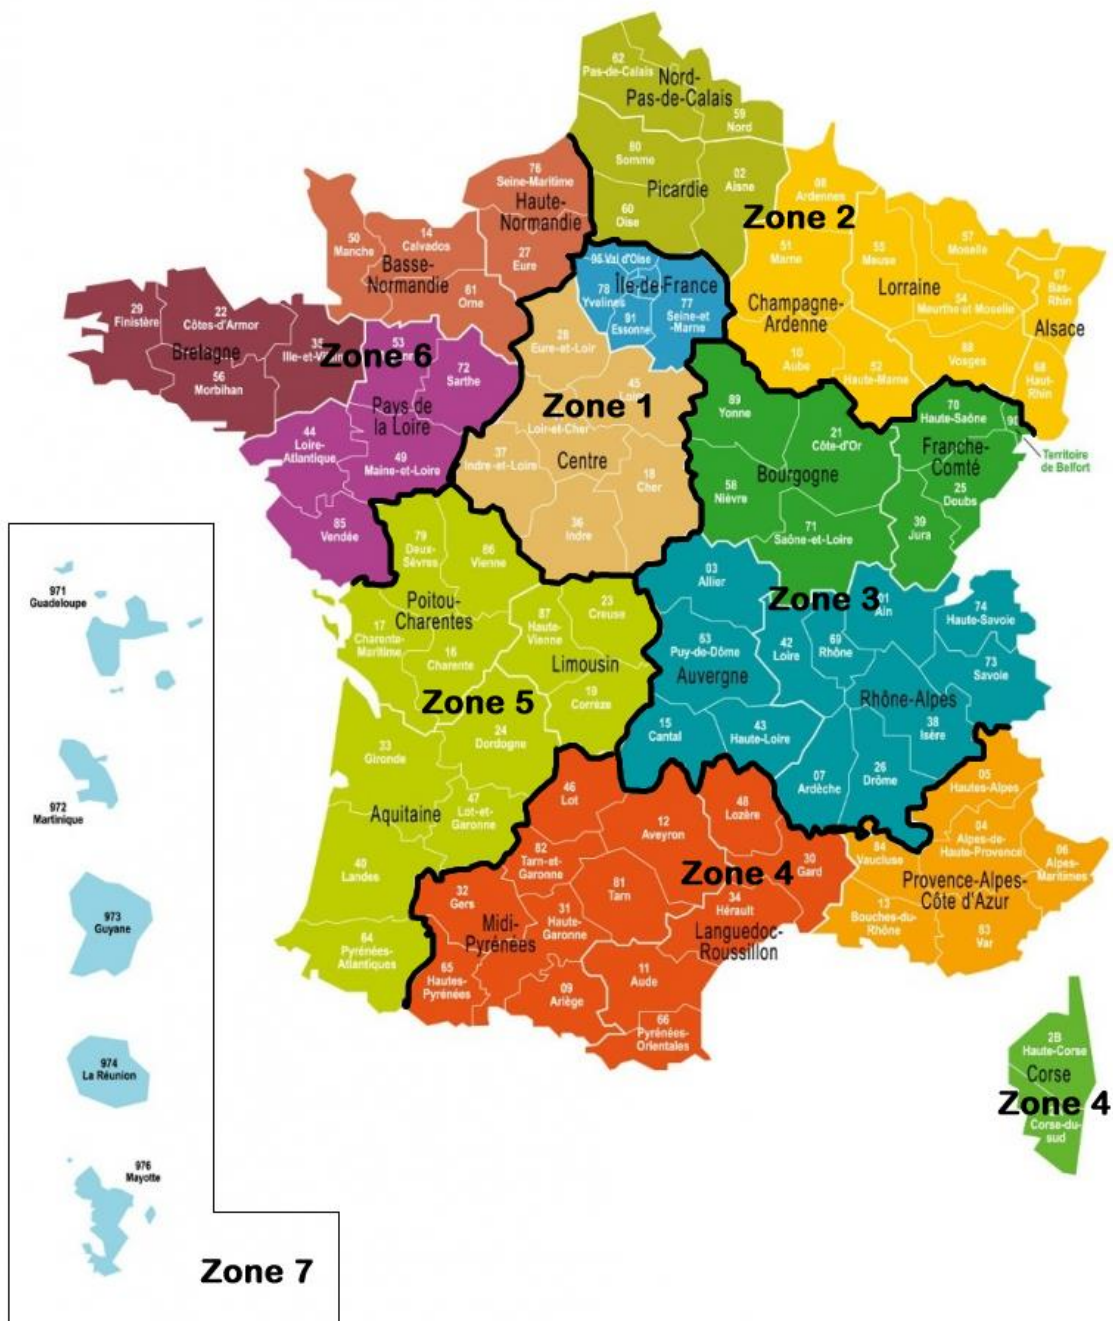 62
Pas-de-Calais
Nord-
Pas-de-Calais
59
Nord
80
Somme
Picardie
02
Aisne
60
Oise
76
Seine-Maritime
Haute-
Normandie
27
Eure
14
Calvados
50
Manche
Basse-
Normandie
61
Orne
Zone 2
08
Ardennes
51
Marne
Champagne-
Ardenne
10
Aube
52
Haute-Marne
55
Meuse
57
Moselle
Lorraine
54
Meurthe et Moselle
88
Vosges
67
Bas-
Rhin
Alsace
68
Haut-
Rhin
95 Val d'Oise
Île-de-France
78
Yvelines
91
Essonne
77
Seine-et
-Marne
29
Finistère
22
Côtes-d'Armor
Bretagne
56
Morbihan
35
Zone 6
53
72
Sarthe
Pays de
la Loire
44
Loire-
Atlantique
49
Maine-et-Loire
85
Vendée
28
Eure-et-Loir
45
Zone 1
Loir-et-Cher
37
Indre-et-Loire
Centre
18
Cher
36
Indre
89
Yonne
21
Côte-d'Or
Bourgogne
58
Nièvre
71
Saône-et-Loire
70
Haute-Saône
90
Territoire
de Belfort
Franche-
Comté
25
Doubs
39
Jura
79
Deux-
Sèvres
86
Vienne
Poitou-
Charentes
17
Charente-
Maritime
16
Charente
87
Haute-
Vienne
23
Creuse
Limousin
19
Corrèze
Zone 5
24
Dordogne
33
Gironde
47
Lot-et-
Garonne
Aquitaine
40
Landes
64
Pyrénées-
Atlantiques
03
Allier
Zone 3
01
Ain
74
Haute-Savoie
63
Puy-de-Dôme
Auvergne
42
Loire
69
Rhône
73
Savoie
Rhône-Alpes
38
Isère
15
Cantal
43
Haute-Loire
07
Ardèche
26
Drôme
46
Lot
12
Aveyron
48
Lozère
82
Tarn-et-
Garonne
81
Tarn
Zone 4
30
Gard
32
Gers
Midi-
Pyrénées
31
Haute-
Garonne
34
Hérault
Languedoc-
Roussillon
65
Hautes-
Pyrénées
09
Ariège
11
Aude
66
Pyrénées-
Orientales
05
Hautes-Alpes
04
Alpes-de-
Haute-Provence
06
Alpes-
Maritimes
84
Vaucluse
Provence-Alpes-
Côte d'Azur
13
Bouches-du-
Rhône
83
Var
2B
Haute-Corse
Corse
Zone 4
Corse-du-
sud
971
Guadeloupe
972
Martinique
973
Guyane
974
La Réunion
976
Mayotte
Zone 7